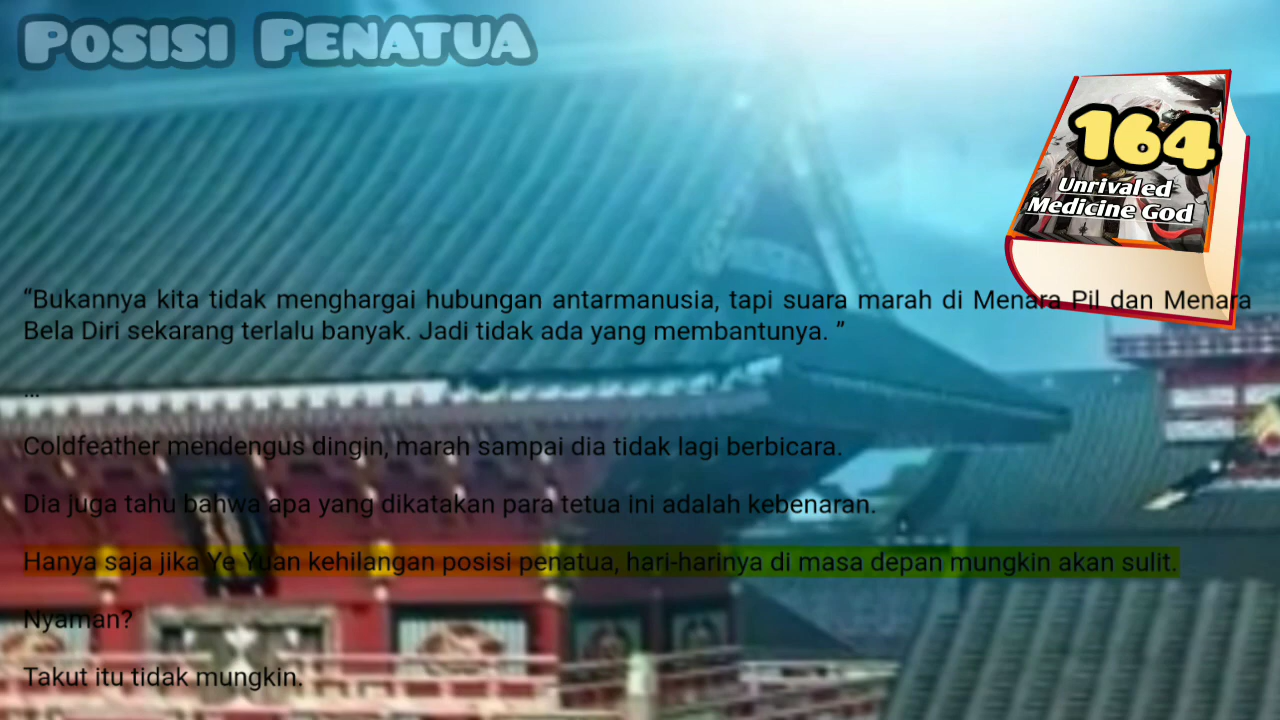 Posisi Penatua
164
Unrivaled
Medicine God
“Bukannya kita tidak menghargai hubungan antarmanusia, tapi suara marah di Menara Pil dan Menara
Bela Diri sekarang terlalu banyak. Jadi tidak ada yang membantunya. ”
...
Coldfeather mendengus dingin, marah sampai dia tidak lagi berbicara.
Dia juga tahu bahwa apa yang dikatakan para tetua ini adalah kebenaran.
Hanya saja jika Ye Yuan kehilangan posisi penatua, hari-harinya di masa depan mungkin akan sulit.
Nyaman?
Takut itu tidak mungkin.